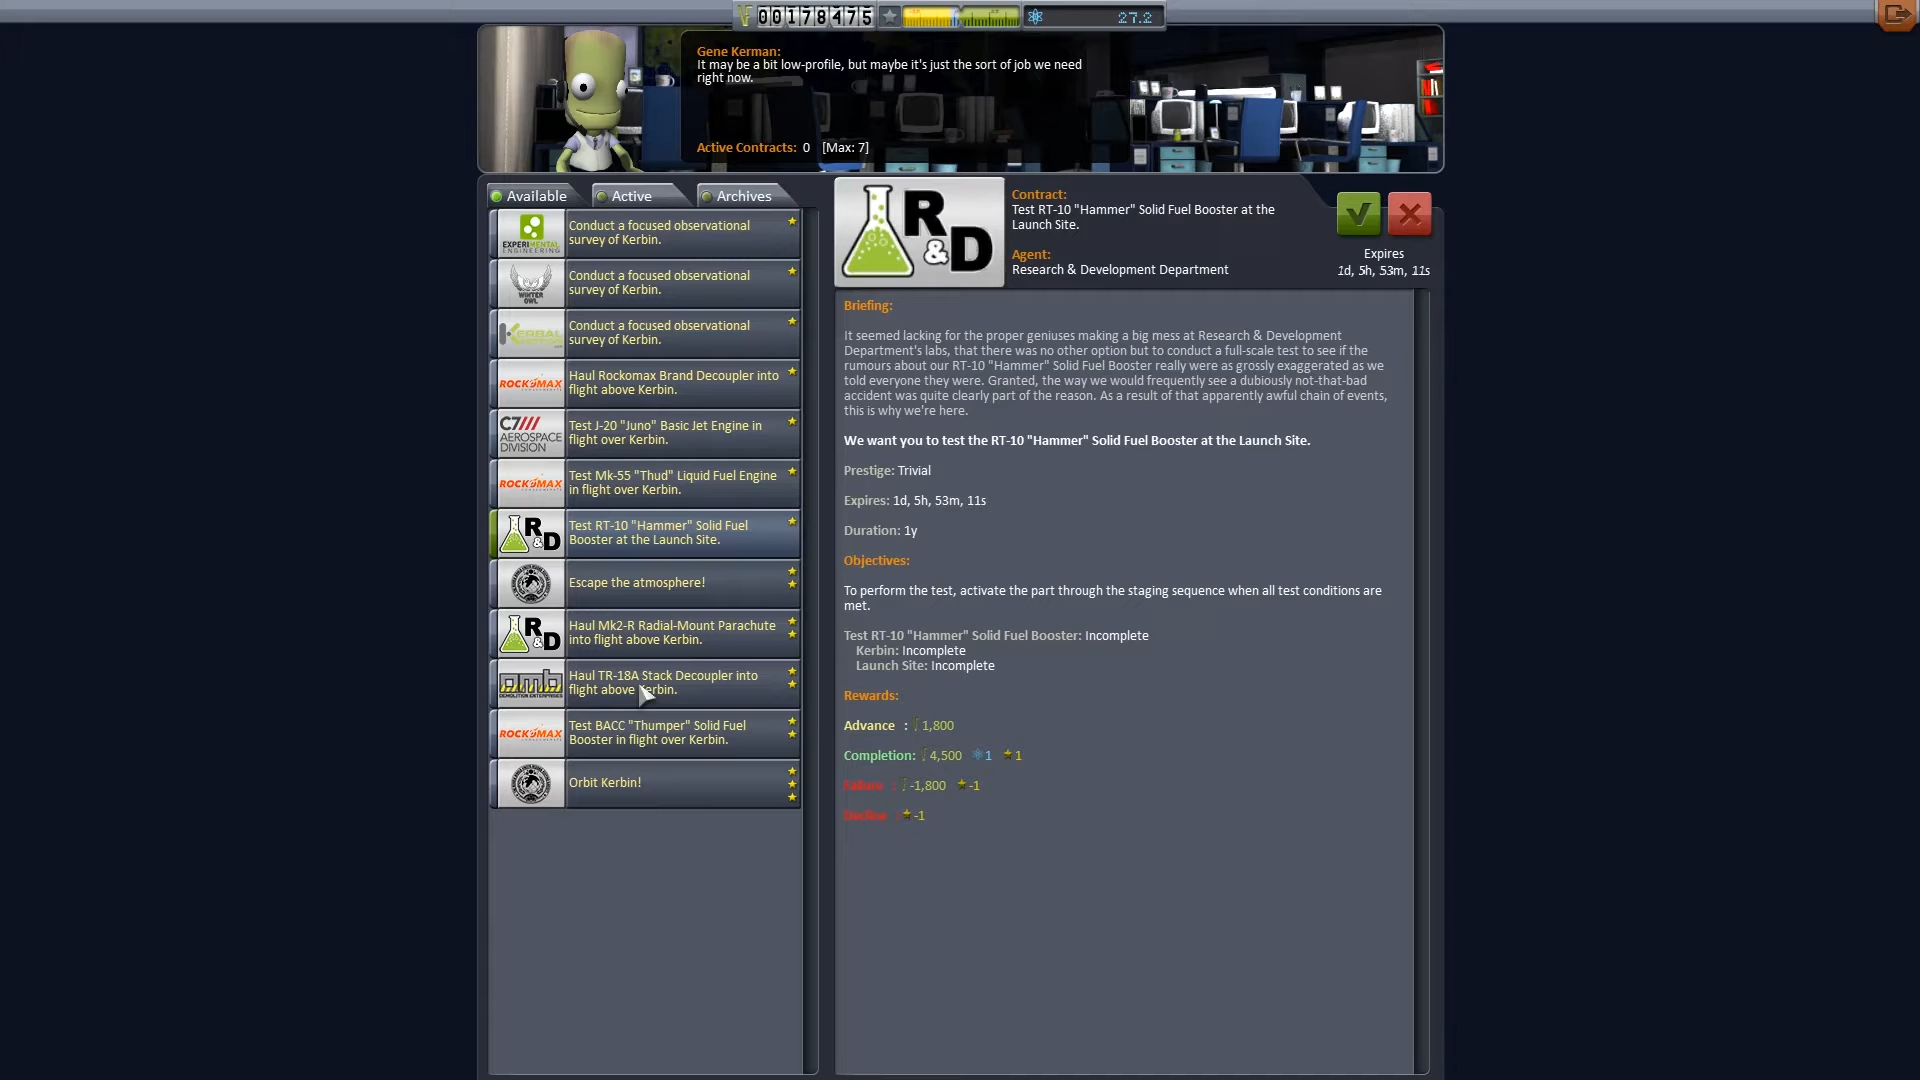 00178475
27.2
Gene Kerman:
It may be a bit low-profile, but maybe it's just the sort of job we need
right now.
Active Contracts: 0 [Max: 7]
Available
Active
Archives
EXPERIMENTAL
ENGINEERING
Conduct a focused observational
survey of Kerbin.
WINTER
OWL
Conduct a focused observational
survey of Kerbin.
KERBAL
Conduct a focused observational
survey of Kerbin.
ROCKOMAX
Haul Rockomax Brand Decoupler into
flight above Kerbin.
C7///
AEROSPACE
DIVISION
Test J-20 "Juno" Basic Jet Engine in
flight over Kerbin.
ROCKOMAX
Test Mk-55 "Thud" Liquid Fuel Engine
in flight over Kerbin.
R&D
Test RT-10 "Hammer" Solid Fuel
Booster at the Launch Site.
Escape the atmosphere!
R&D
Haul Mk2-R Radial-Mount Parachute
into flight above Kerbin.
OMB
DEMOLITION ENTERPRISES
Haul TR-18A Stack Decoupler into
flight above Kerbin.
ROCKOMAX
Test BACC "Thumper" Solid Fuel
Booster in flight over Kerbin.
Orbit Kerbin!
R&D
Contract:
Test RT-10 "Hammer" Solid Fuel Booster at the
Launch Site.
Agent:
Research & Development Department
Expires
1d, 5h, 53m, 11s
Briefing:
It seemed lacking for the proper geniuses making a big mess at Research & Development
Department's labs, that there was no other option but to conduct a full-scale test to see if the
rumours about our RT-10 "Hammer" Solid Fuel Booster really were as grossly exaggerated as we
told everyone they were. Granted, the way we would frequently see a dubiously not-that-bad
accident was quite clearly part of the reason. As a result of that apparently awful chain of events,
this is why we're here.
We want you to test the RT-10 "Hammer" Solid Fuel Booster at the Launch Site.
Prestige: Trivial
Expires: 1d, 5h, 53m, 11s
Duration: 1y
Objectives:
To perform the test, activate the part through the staging sequence when all test conditions are
met.
Test RT-10 "Hammer" Solid Fuel Booster: Incomplete
Kerbin: Incomplete
Launch Site: Incomplete
Rewards:
Advance : 1,800
Completion: 4,500 1 1
Failure : -1,800 -1
Decline : -1